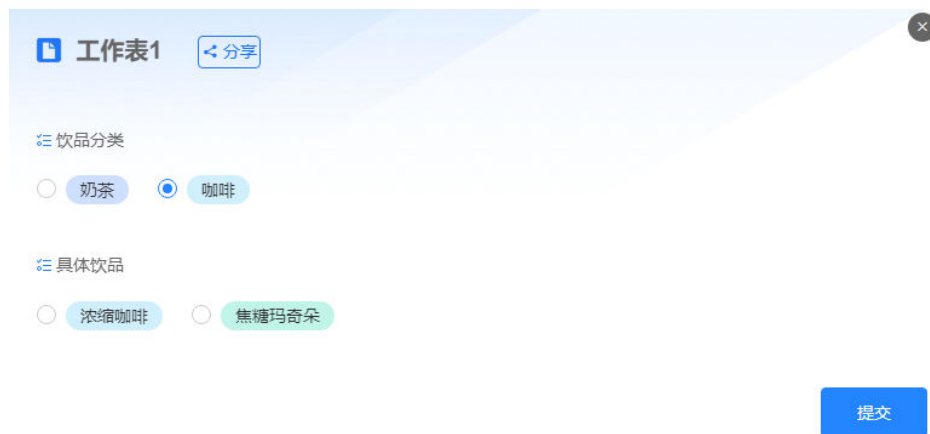 工作表1 分享
饮品分类
奶茶 咖啡
具体饮品
浓缩咖啡 焦糖玛奇朵
提交